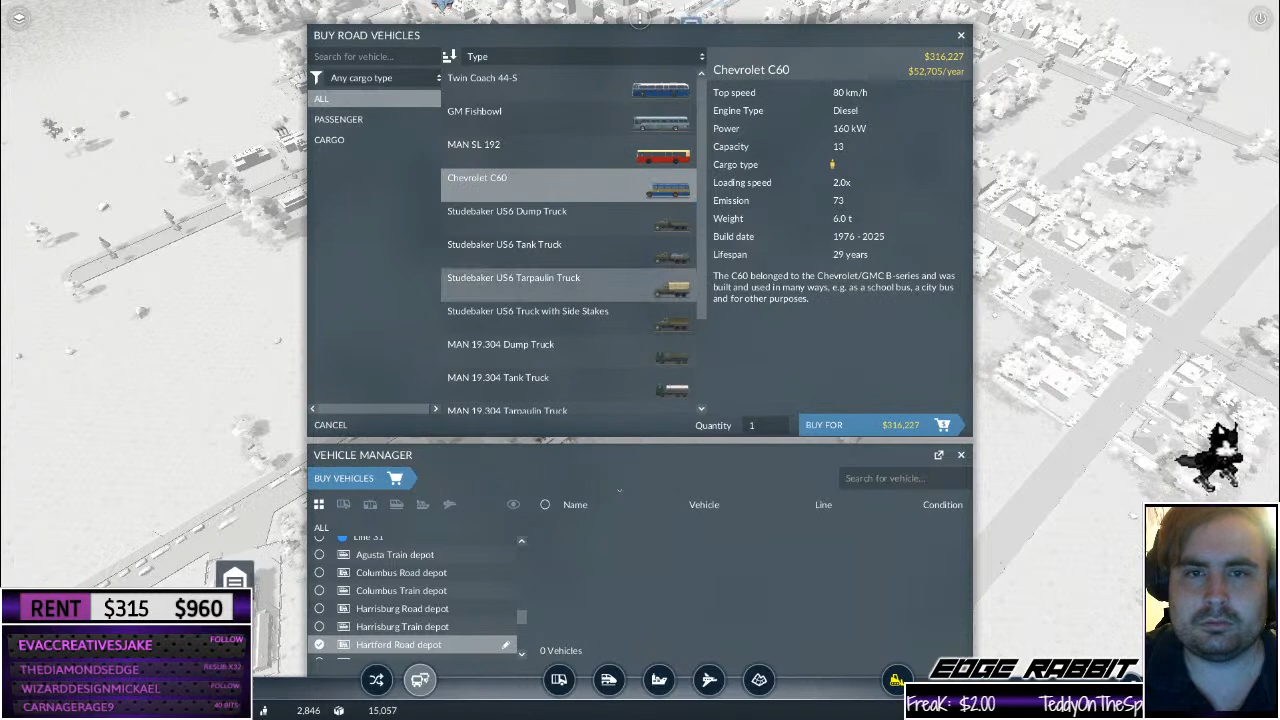 BUY ROAD VEHICLES
Search for vehicle...
Type
$316,227
Any cargo type
Chevrolet C60
$52,705/year
Twin Coach 44-S
ALL
Top speed 80 km/h
GM Fishbowl
Engine Type Diesel
PASSENGER
Power 160 kW
CARGO
MAN SL 192
Capacity 13
Cargo type
Chevrolet C60
Loading speed 2.0x
Emission 73
Studebaker US6 Dump Truck
Weight 6.0 t
Build date 1976 - 2025
Studebaker US6 Tank Truck
Lifespan 29 years
Studebaker US6 Tarpaulin Truck
The C60 belonged to the Chevrolet/GMC B-series and was
built and used in many ways, e.g. as a school bus, a city bus
and for other purposes.
Studebaker US6 Truck with Side Stakes
MAN 19.304 Dump Truck
MAN 19.304 Tank Truck
MAN 19.304 Tarpaulin Truck
CANCEL
Quantity 1
BUY FOR $316,227
VEHICLE MANAGER
BUY VEHICLES
Search for vehicle...
Name Vehicle Line Condition
ALL
Line 31
Agusta Train depot
Columbus Road depot
Columbus Train depot
Harrisburg Road depot
Harrisburg Train depot
Hartford Road depot
0 Vehicles
2,846 15,057
RENT $315 $960
EVACCREATIVESJAKE FOLLOW
THEDIAMONDSEDGE RESUB X32
WIZARDDESIGNMICKAEL FOLLOW
CARNAGERAGE9 40 BITS
EDGE RABBIT
Freak: $2.00 TeddyOnTheSp